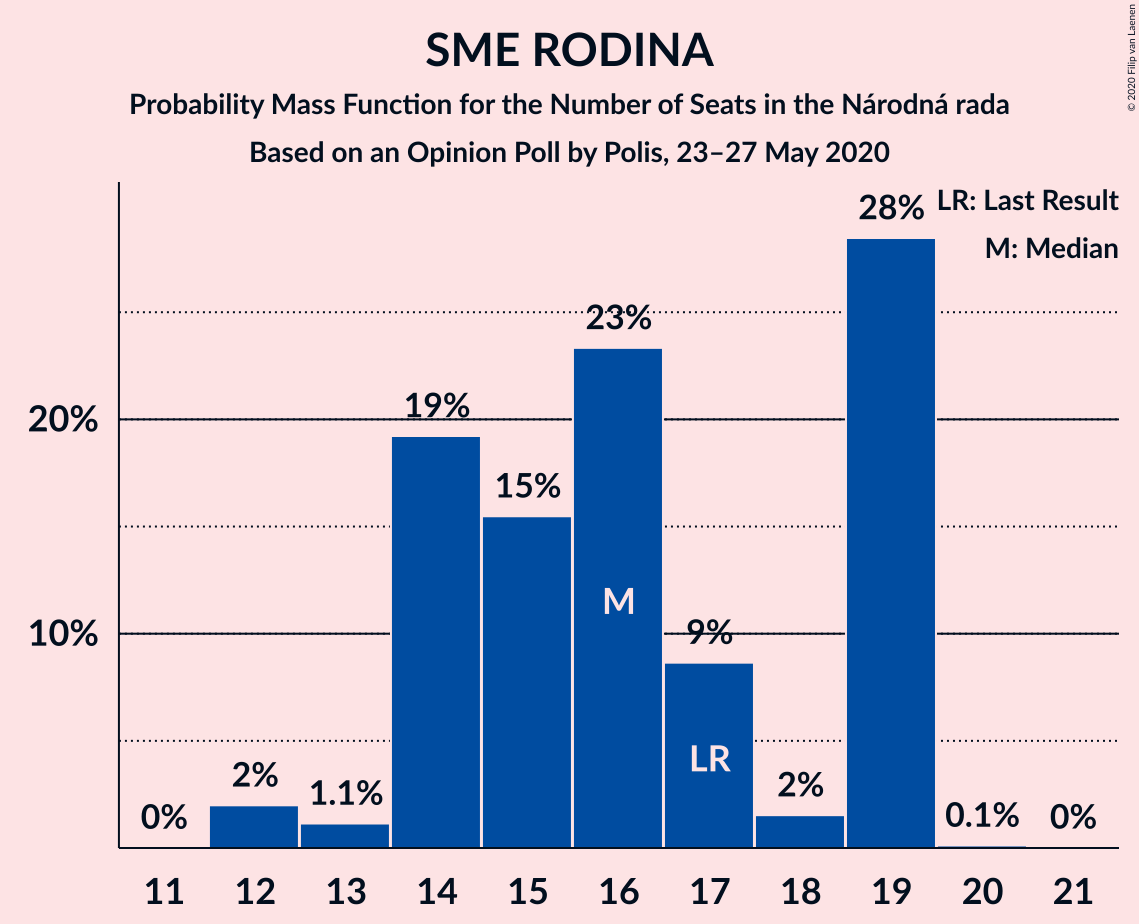 SME RODINA
Probability Mass Function for the Number of Seats in the Národná rada
Based on an Opinion Poll by Polis, 23–27 May 2020
© 2020 Filip van Laenen
LR: Last Result
M: Median
20%
10%
0%
2%
1.1%
19%
15%
23%
9%
2%
28%
0.1%
0%
M
LR
11 12 13 14 15 16 17 18 19 20 21